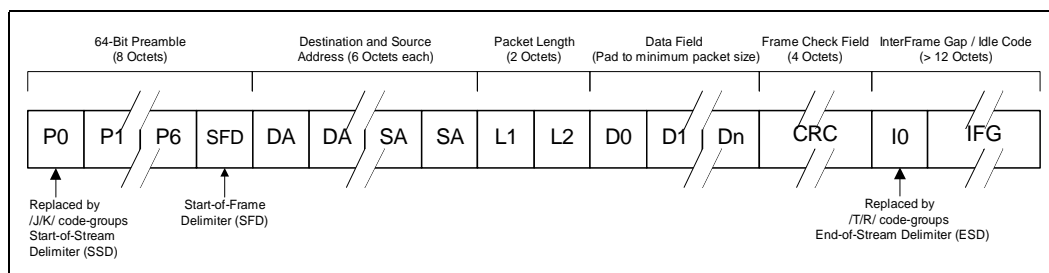 64-Bit Preamble
(8 Octets)
Destination and Source
Address (6 Octets each)
Packet Length
(2 Octets)
Data Field
(Pad to minimum packet size)
Frame Check Field
(4 Octets)
InterFrame Gap / Idle Code
(> 12 Octets)
P0 P1 P6 SFD DA DA SA SA L1 L2 D0 D1 Dn CRC I0 IFG
Replaced by
/J/K/ code-groups
Start-of-Stream
Delimiter (SSD)
Start-of-Frame
Delimiter (SFD)
Replaced by
/T/R/ code-groups
End-of-Stream Delimiter (ESD)